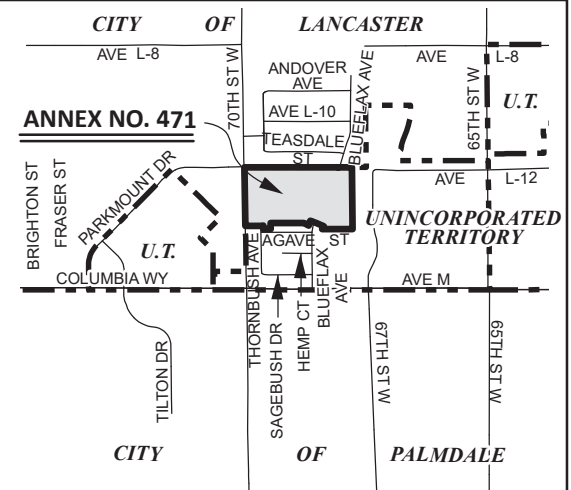 CITY OF LANCASTER
AVE L-8
AVE L-8
70TH ST W
ANDOVER
AVE
AVE L-10
TEASDALE
ST
BLUEFLAX AVE
65TH ST W
U.T.
ANNEX NO. 471
BRIGHTON ST
FRASER ST
PARKMOUNT DR
AVE L-12
UNINCORPORATED
TERRITORY
U.T.
AGAVE ST
COLUMBIA WY
AVE M
THORNBUSH AVE
SAGEBUSH DR
HEMP CT
BLUEFLAX
AVE
TILTON DR
67TH ST W
65TH ST W
CITY OF PALMDALE